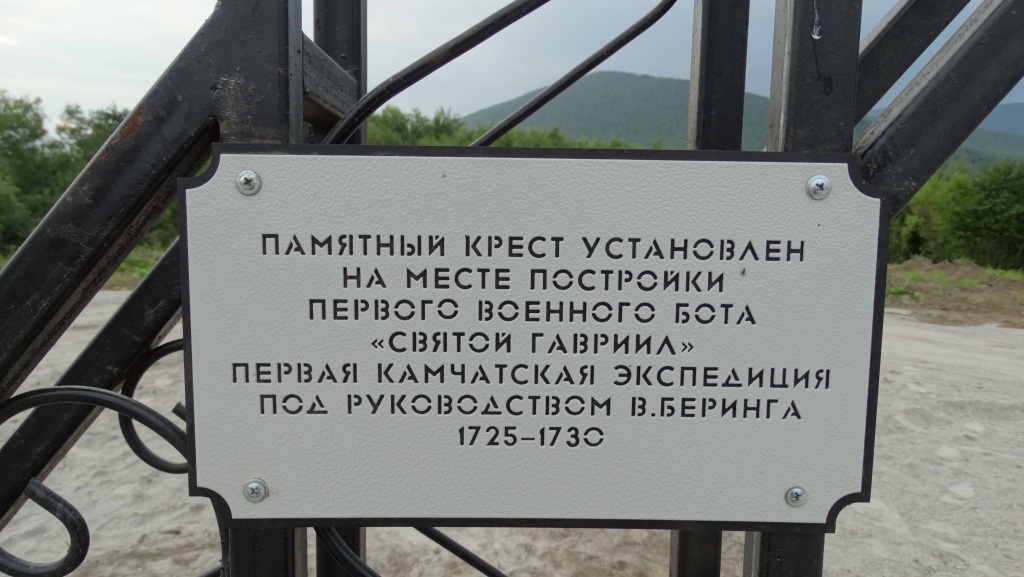 ПАМЯТНЫЙ КРЕСТ УСТАНОВЛЕН
НА МЕСТЕ ПОСТРОЙКИ
ПЕРВОГО ВОЕННОГО БОТА
«СВЯТОЙ ГАВРИИЛ»
ПЕРВАЯ КАМЧАТСКАЯ ЭКСПЕДИЦИЯ
ПОД РУКОВОДСТВОМ В.БЕРИНГА
1725–1730